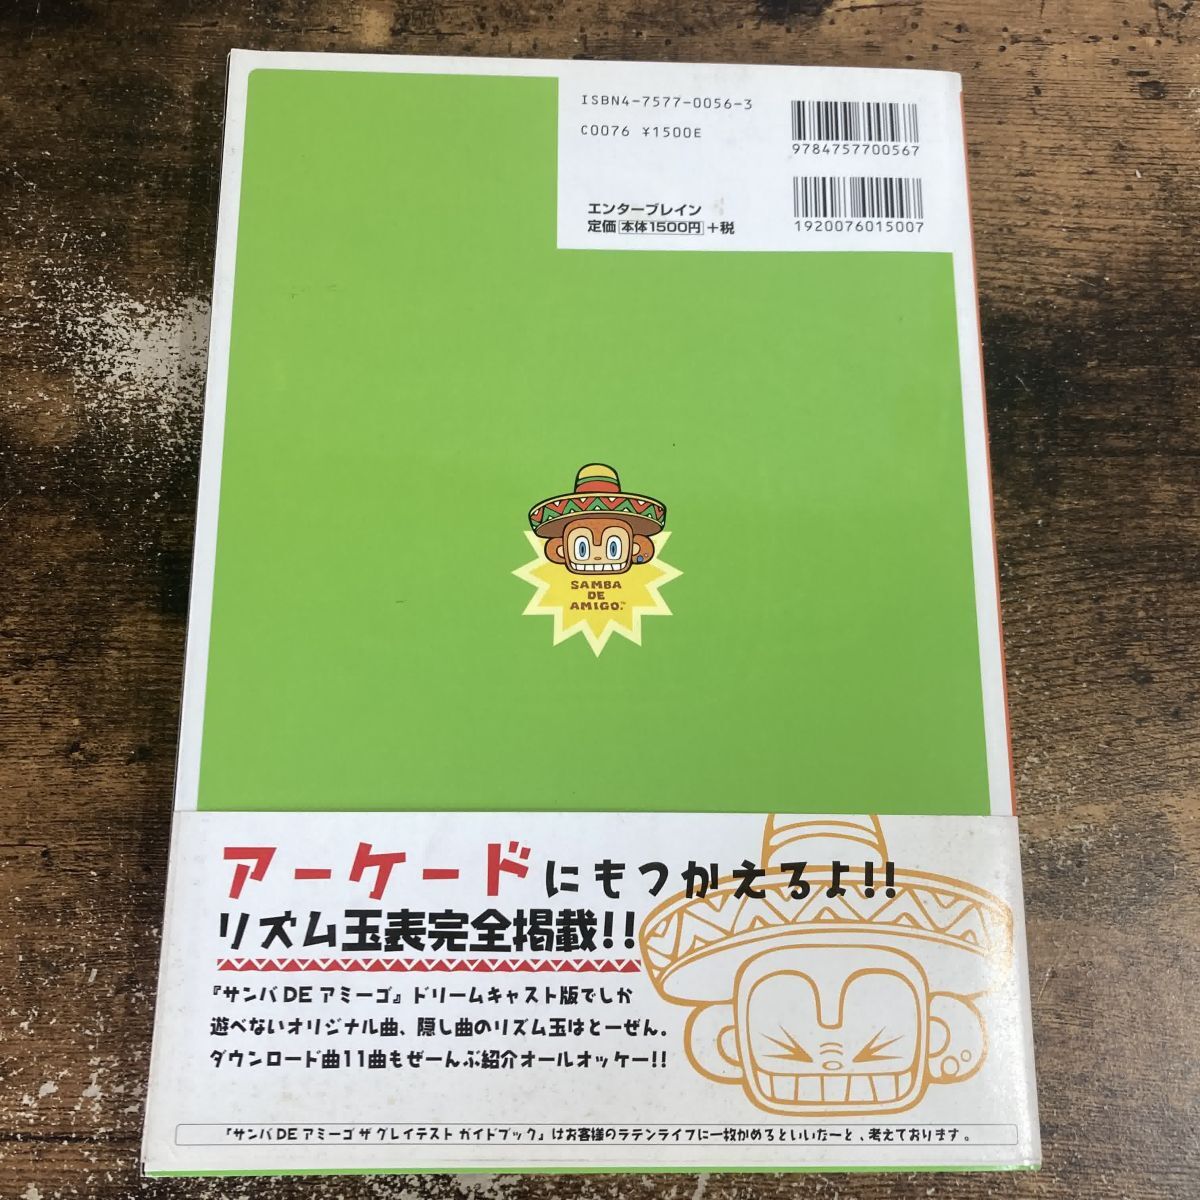 ISBN4-7577-0056-3
C0076 ¥1500E
9784757700567
エンターブレイン
定価 本体1500円 +税
1920076015007
SAMBA
DE
AMIGO™
アーケードにもつかえるよ!!
リズム玉表完全掲載!!
『サンバDEアミーゴ』ドリームキャスト版でしか
遊べないオリジナル曲、隠し曲のリズム玉はとーぜん。
ダウンロード曲11曲もぜーんぶ紹介オールオッケー!!
『サンバDEアミーゴ ザ グレイテスト ガイドブック』はお客様のラテンライフに一枚かめるといいなーと、考えております。